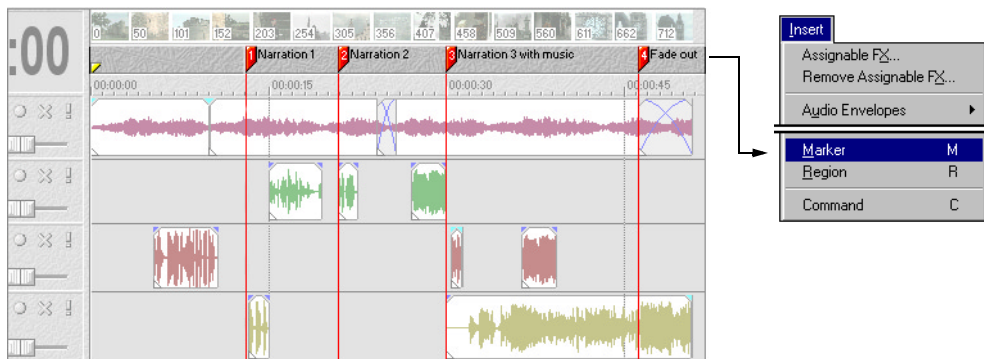 :00
0 50 101 152 203 254 305 356 407 458 509 560 611 662 712
1 Narration 1 2 Narration 2 3 Narration 3 with music 4 Fade out
00:00:00 00:00:15 00:00:30 00:00:45
Insert
Assignable FX...
Remove Assignable FX...
Audio Envelopes
Marker M
Region R
Command C